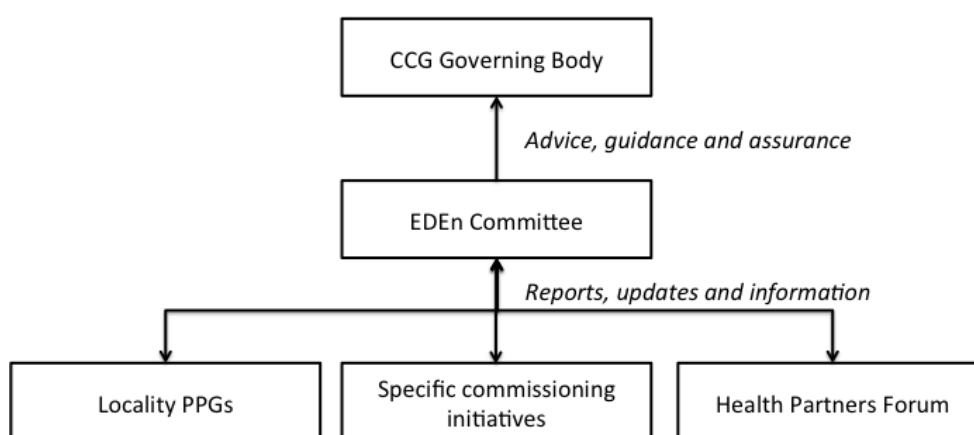 CCG Governing Body
Advice, guidance and assurance
EDEn Committee
Reports, updates and information
Locality PPGs
Specific commissioning
initiatives
Health Partners Forum